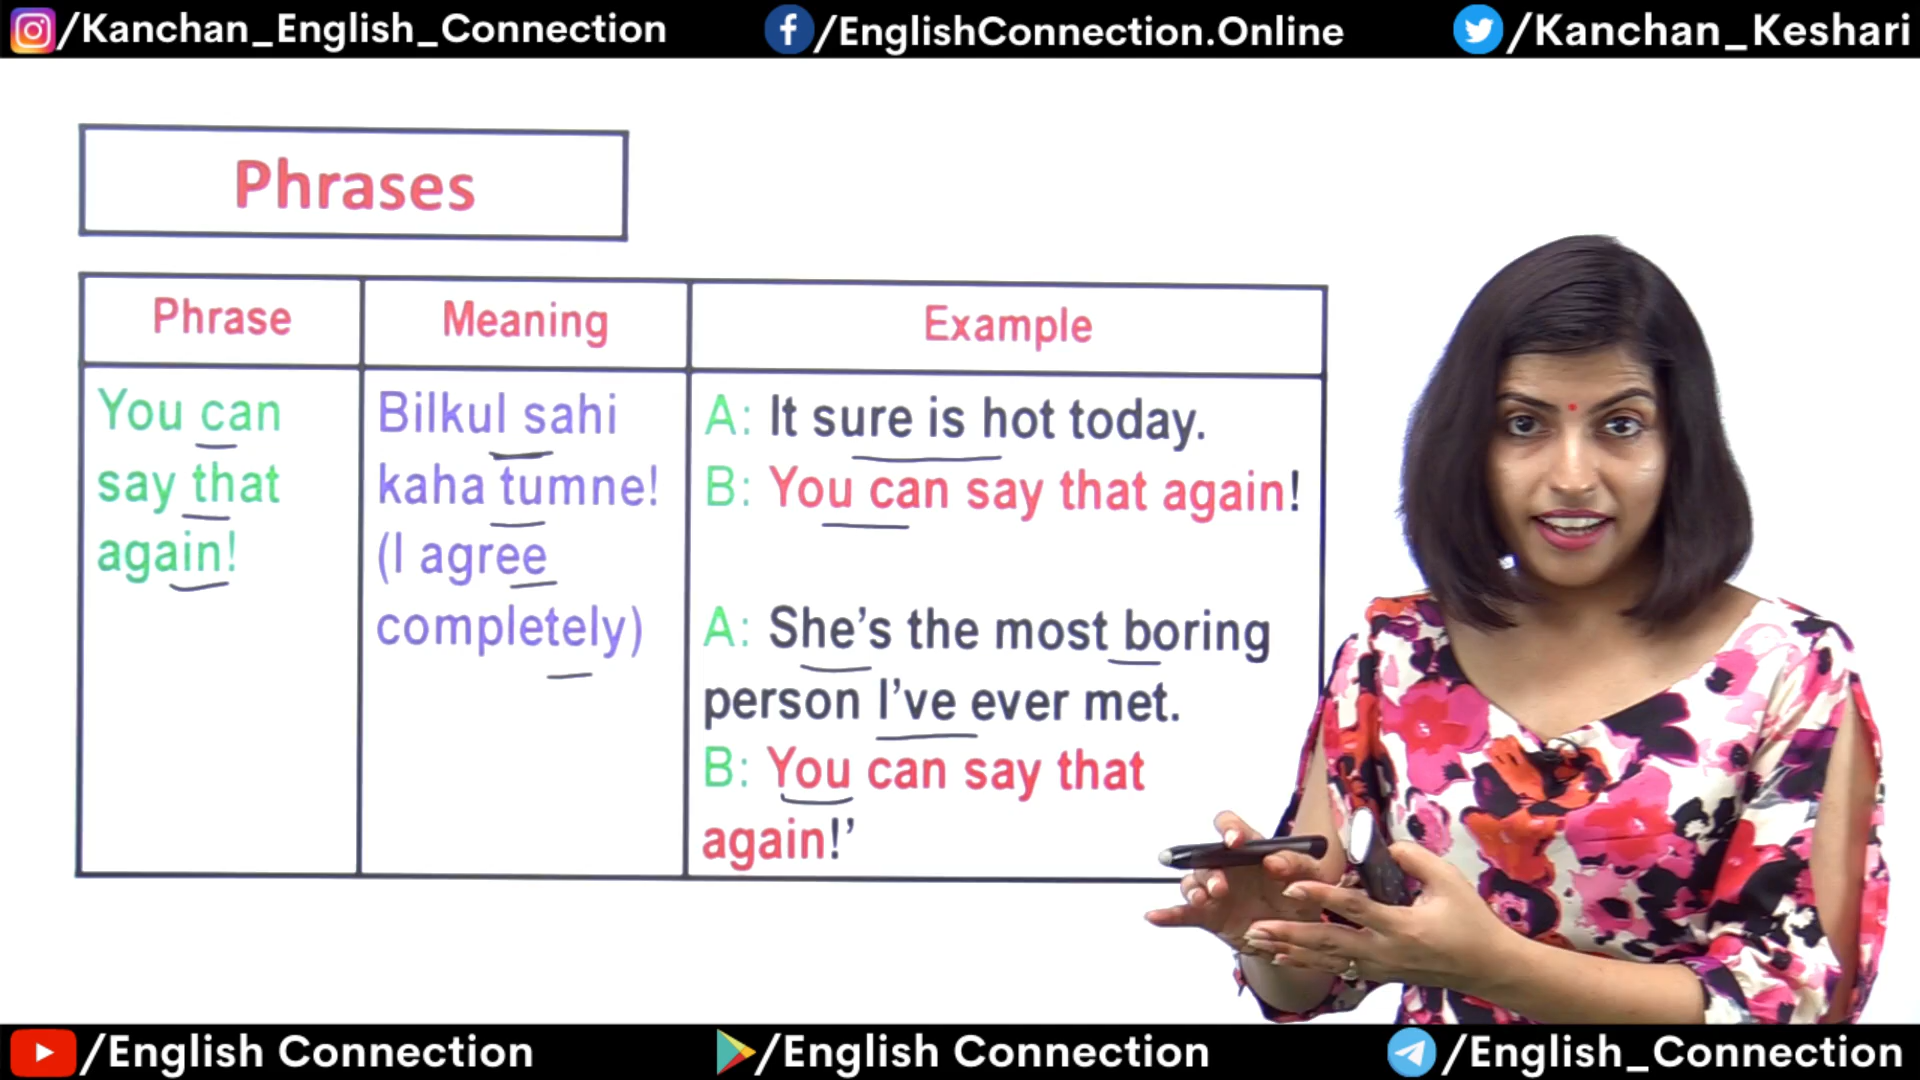 /Kanchan_English_Connection
/EnglishConnection.Online
/Kanchan_Keshari
Phrases
Phrase
Meaning
Example
You can
say that
again!
Bilkul sahi
kaha tumne!
(I agree
completely)
A: It sure is hot today.
B: You can say that again!
A: She's the most boring
person I've ever met.
B: You can say that
again!’
/English Connection
/English Connection
/English_Connection